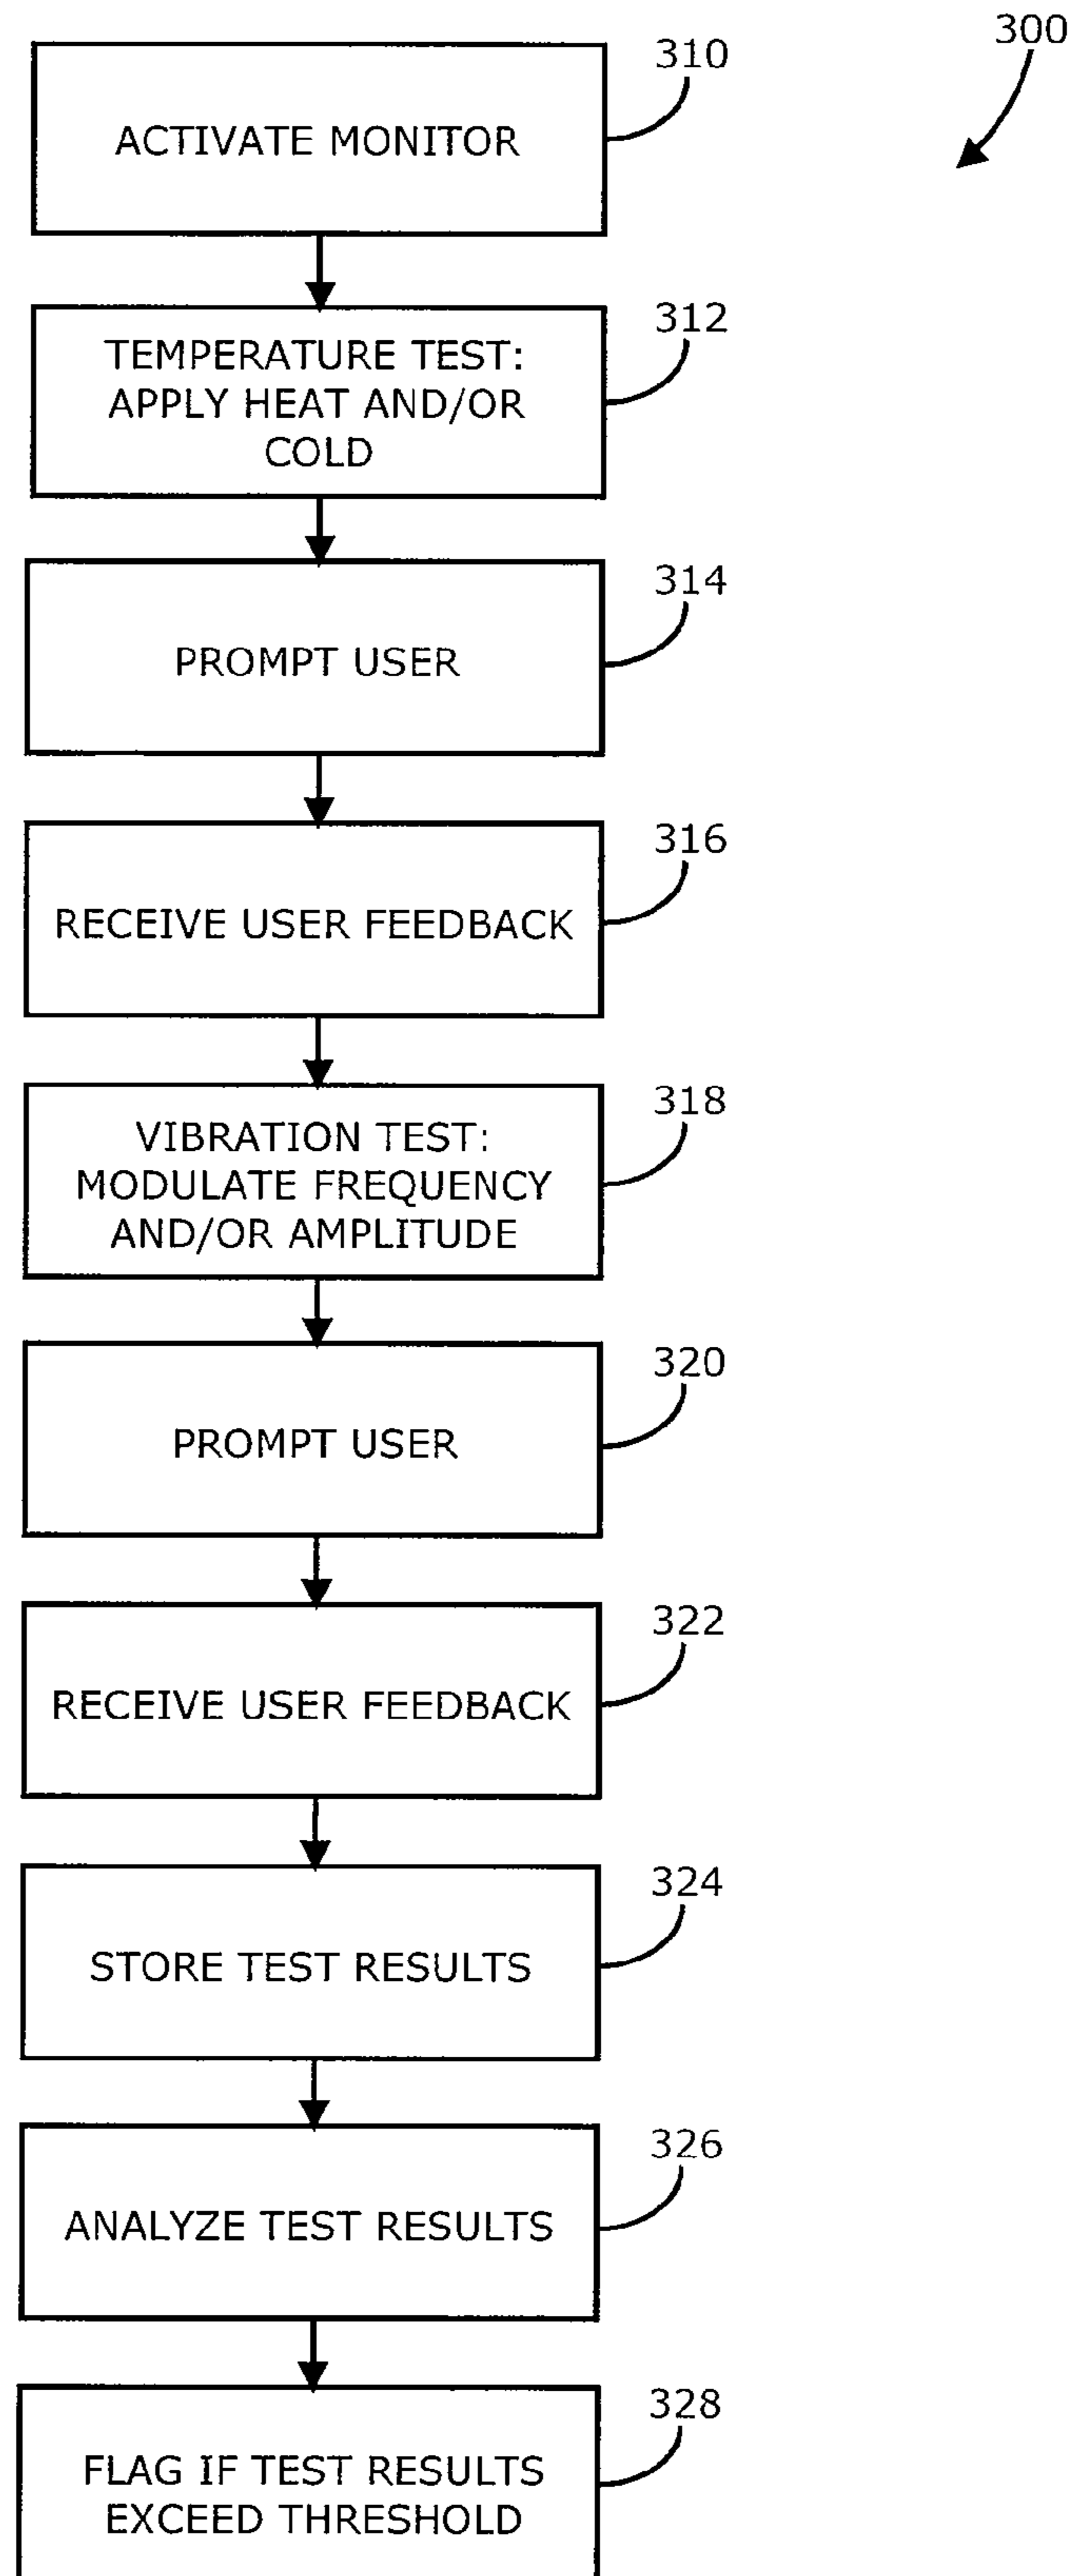 300
310
ACTIVATE MONITOR
312
TEMPERATURE TEST:
APPLY HEAT AND/OR
COLD
314
PROMPT USER
316
RECEIVE USER FEEDBACK
318
VIBRATION TEST:
MODULATE FREQUENCY
AND/OR AMPLITUDE
320
PROMPT USER
322
RECEIVE USER FEEDBACK
324
STORE TEST RESULTS
326
ANALYZE TEST RESULTS
328
FLAG IF TEST RESULTS
EXCEED THRESHOLD